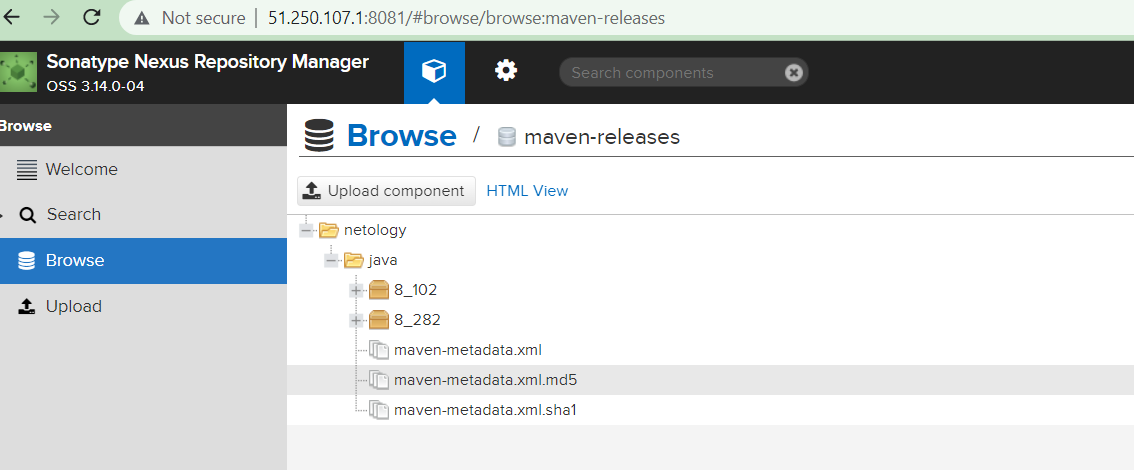 Not secure 51.250.107.1:8081/#browse/browse:maven-releases
Sonatype Nexus Repository Manager
OSS 3.14.0-04
Search components
Browse
Welcome
Search
Browse
Upload
Browse / maven-releases
Upload component HTML View
netology
java
8_102
8_282
maven-metadata.xml
maven-metadata.xml.md5
maven-metadata.xml.sha1